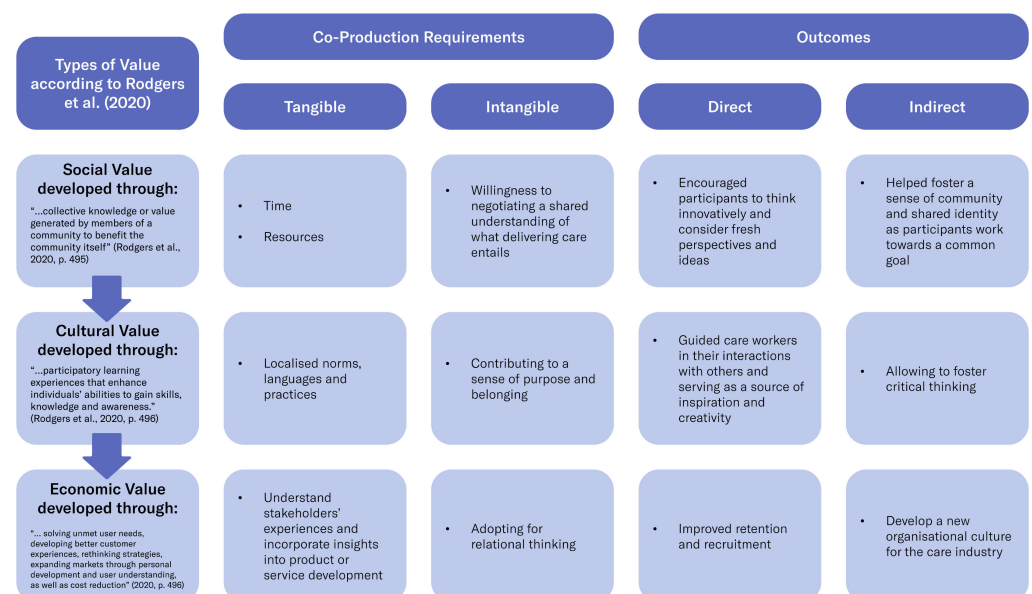 Co-Production Requirements
Outcomes
Types of Value
according to Rodgers
et al. (2020)
Tangible
Intangible
Direct
Indirect
Social Value
developed through:
“...collective knowledge or value
generated by members of a
community to benefit the
community itself” (Rodgers et al.,
2020, p. 495)
• Time
• Resources
• Willingness to
negotiating a shared
understanding of
what delivering care
entails
• Encouraged
participants to think
innovatively and
consider fresh
perspectives and
ideas
• Helped foster a
sense of community
and shared identity
as participants work
towards a common
goal
Cultural Value
developed through:
“...participatory learning
experiences that enhance
individuals’ abilities to gain skills,
knowledge and awareness.”
(Rodgers et al., 2020, p. 496)
• Localised norms,
languages and
practices
• Contributing to a
sense of purpose and
belonging
• Guided care workers
in their interactions
with others and
serving as a source of
inspiration and
creativity
• Allowing to foster
critical thinking
Economic Value
developed through:
“... solving unmet user needs,
developing better customer
experiences, rethinking strategies,
expanding markets through personal
development and user understanding,
as well as cost reduction” (2020, p. 496)
• Understand
stakeholders’
experiences and
incorporate insights
into product or
service development
• Adopting for
relational thinking
• Improved retention
and recruitment
• Develop a new
organisational culture
for the care industry